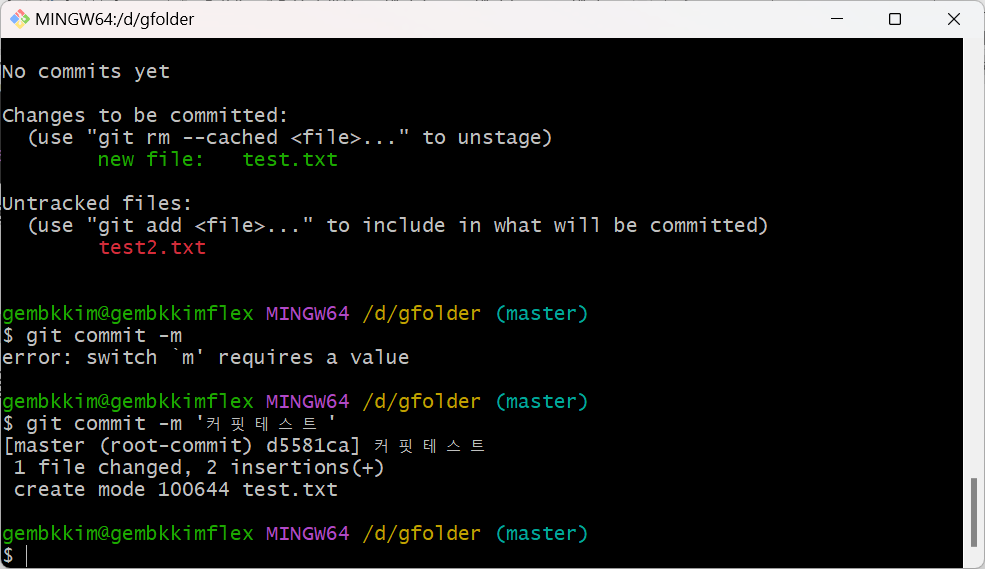 MINGW64:/d/gfolder
No commits yet
Changes to be committed:
(use "git rm --cached <file>..." to unstage)
new file: test.txt
Untracked files:
(use "git add <file>..." to include in what will be committed)
test2.txt
gembkkim@gembkkimflex MINGW64 /d/gfolder (master)
$ git commit -m
error: switch `m' requires a value
gembkkim@gembkkimflex MINGW64 /d/gfolder (master)
$ git commit -m '커밋테스트'
[master (root-commit) d5581ca] 커밋테스트
1 file changed, 2 insertions(+)
create mode 100644 test.txt
gembkkim@gembkkimflex MINGW64 /d/gfolder (master)
$